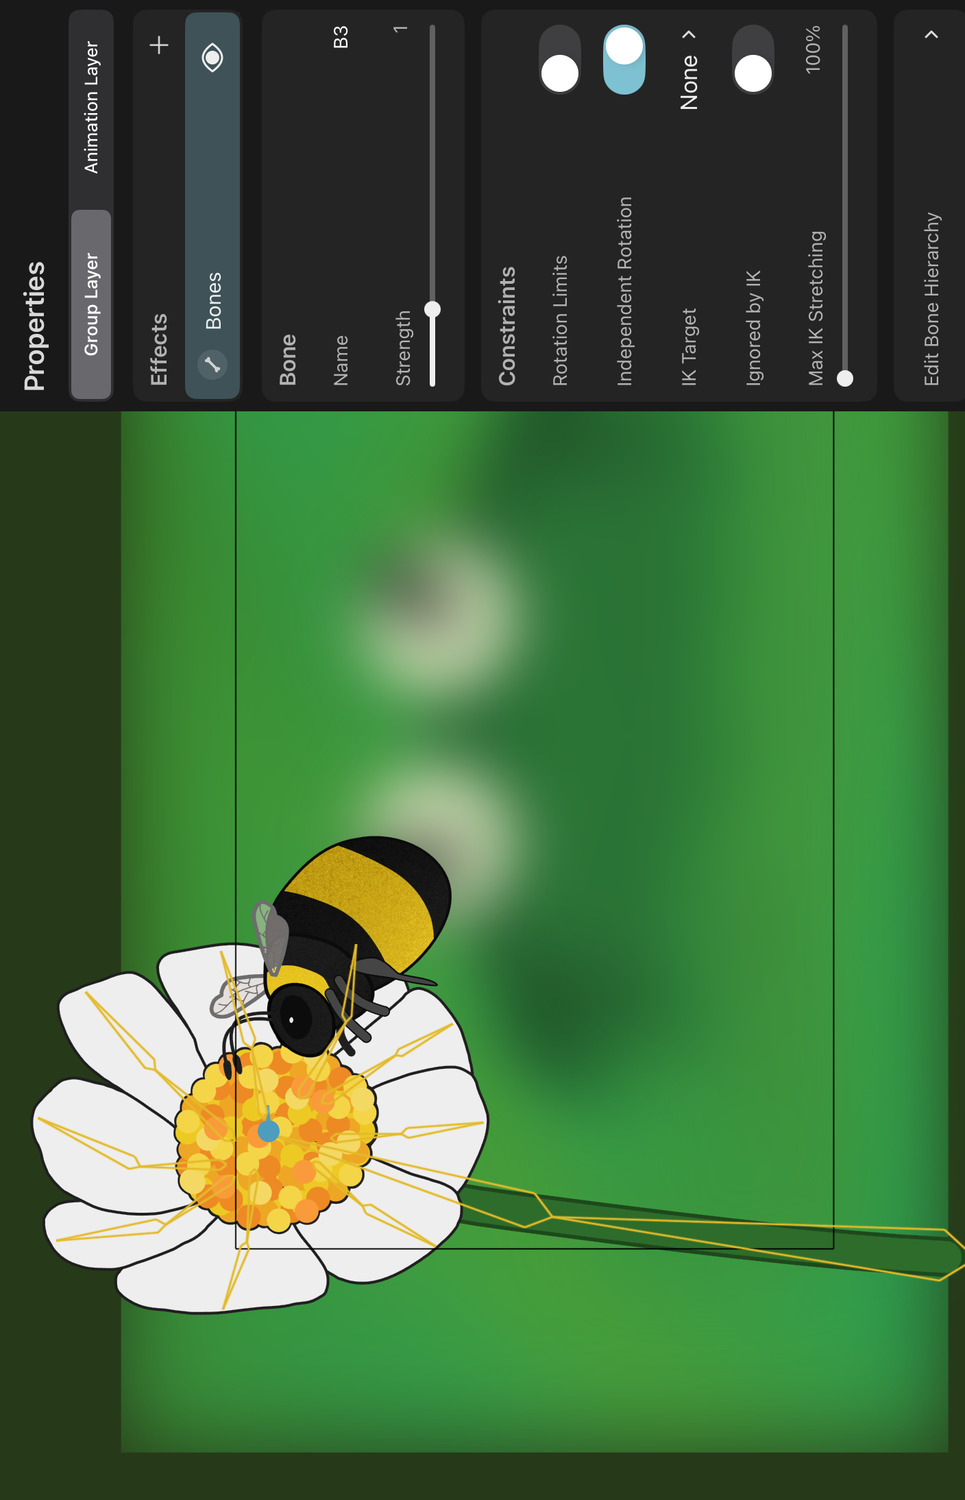 Properties
Group Layer Animation Layer
Effects
Bones
Bone
Name B3
Strength 1
Constraints
Rotation Limits
Independent Rotation
IK Target None
Ignored by IK
Max IK Stretching 100%
Edit Bone Hierarchy